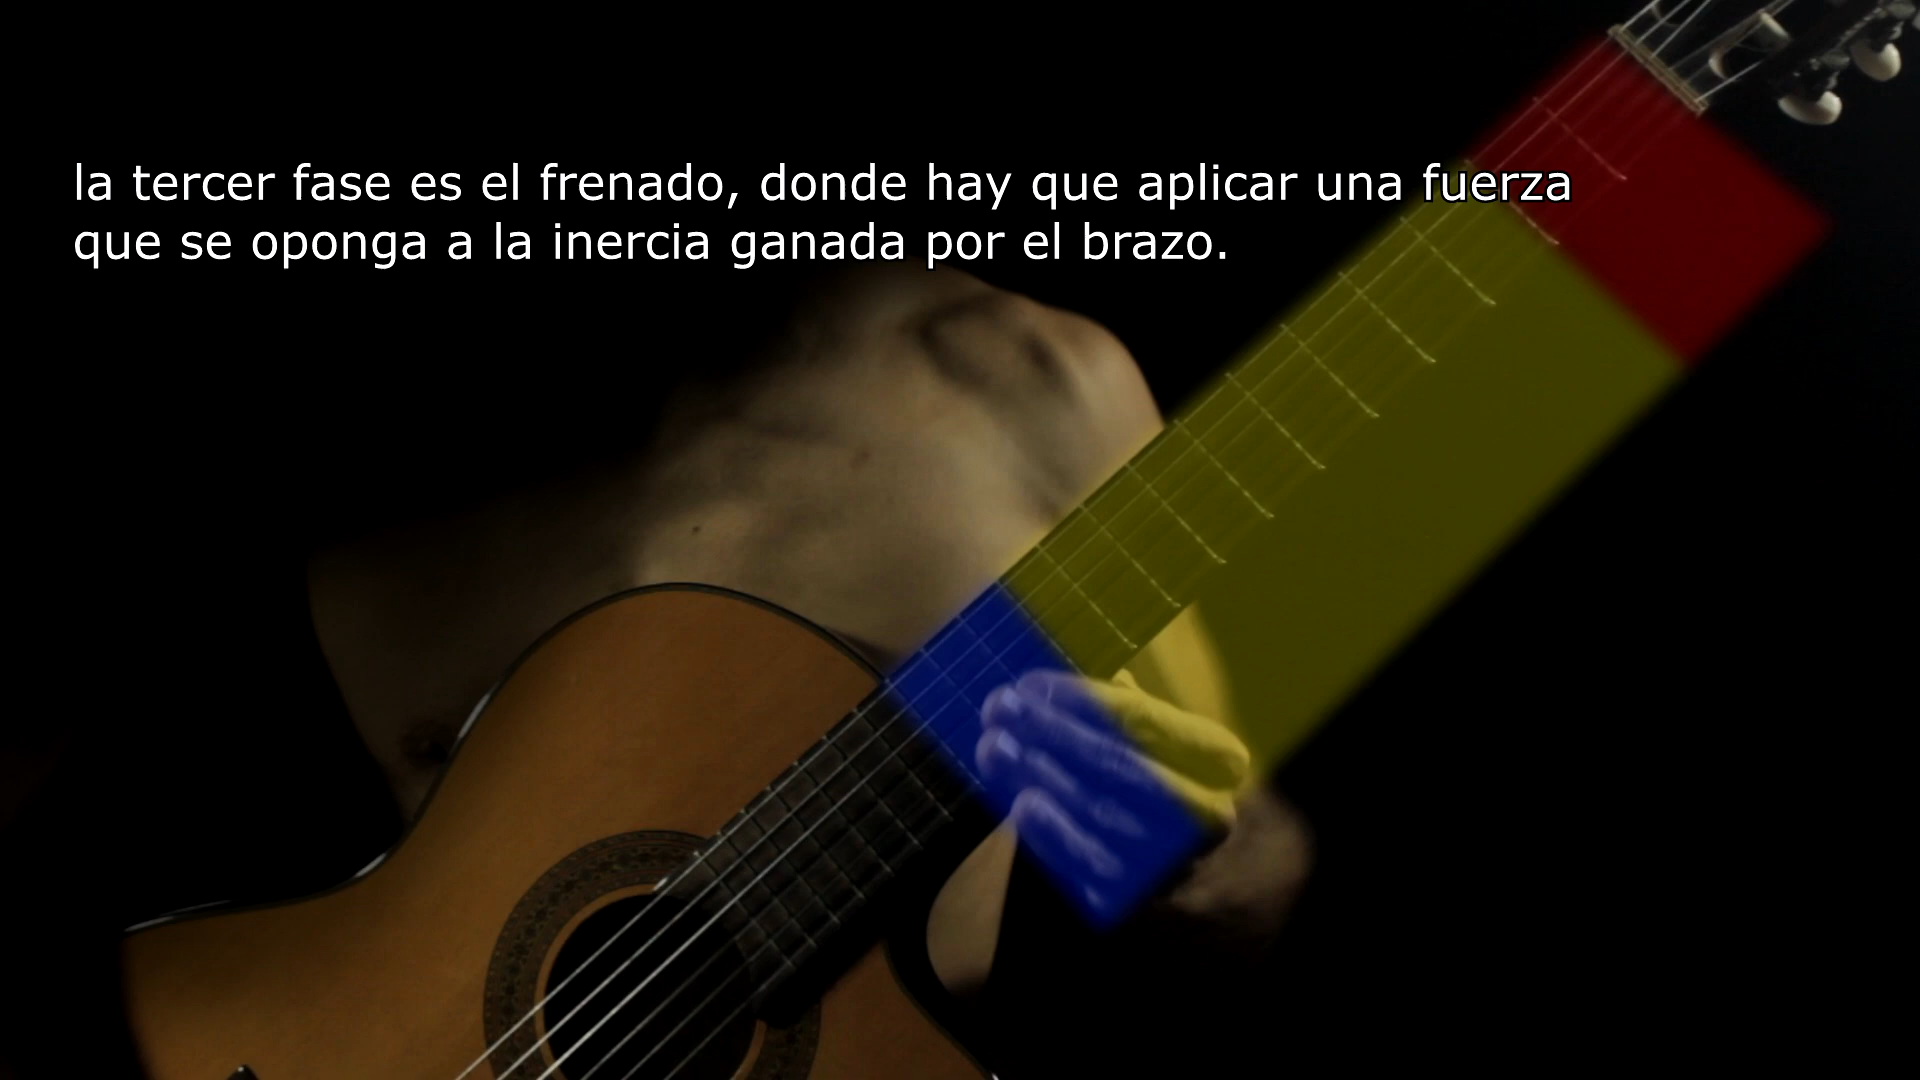 la tercer fase es el frenado, donde hay que aplicar una fuerza
que se oponga a la inercia ganada por el brazo.